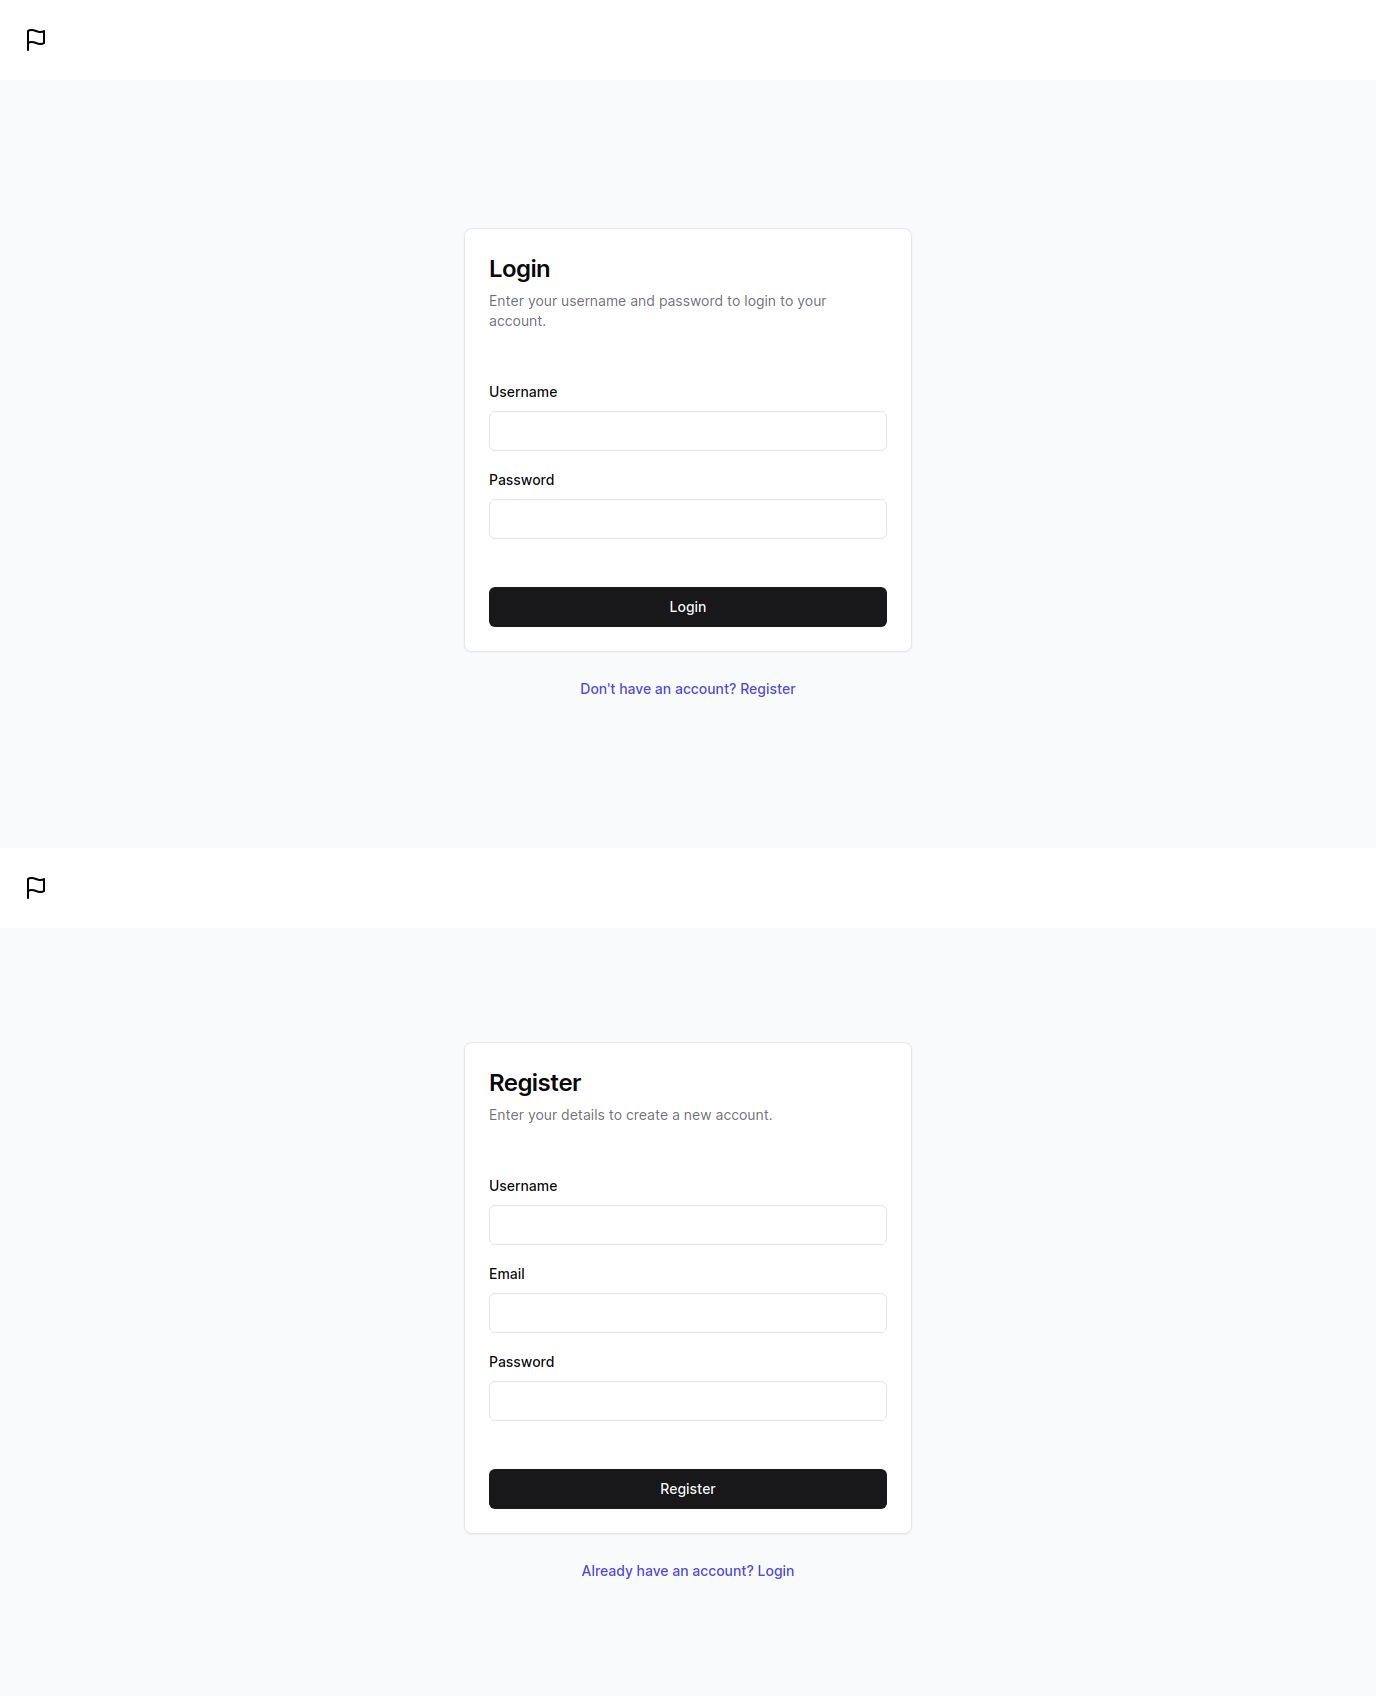 Login
Enter your username and password to login to your
account.
Username
Password
Login
Don't have an account? Register
Register
Enter your details to create a new account.
Username
Email
Password
Register
Already have an account? Login